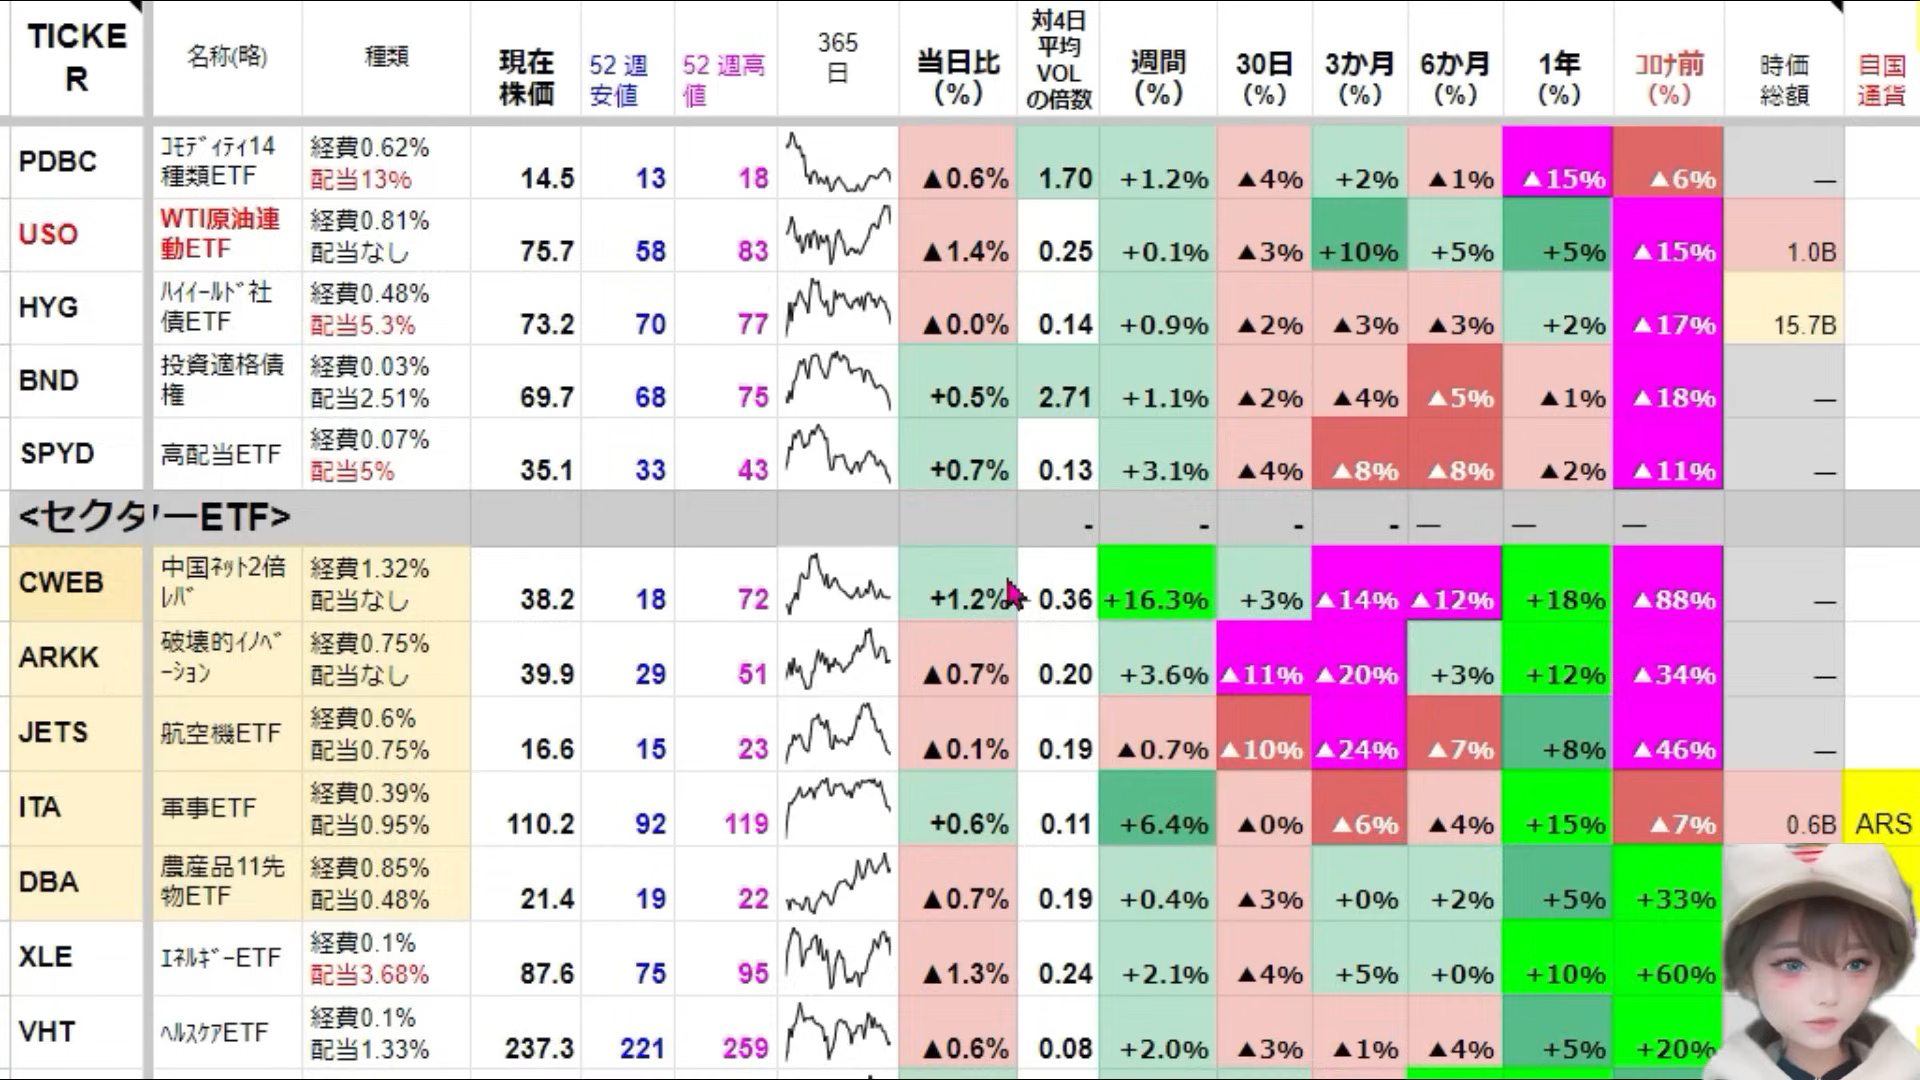 TICKE
R
名称(略)
種類
現在
株価
52 週
安値
52 週高
値
365
日
当日比
(%)
対4日
平均
VOL
の倍数
週間
(%)
30日
(%)
3か月
(%)
6か月
(%)
1年
(%)
ｺﾛﾅ前
(%)
時価
総額
自国
通貨
PDBC
ｺﾓﾃﾞｨﾃｨ14
種類ETF
経費0.62%
配当13%
14.5 13 18 ▲0.6% 1.70 +1.2% ▲4% +2% ▲1% ▲15% ▲6% —
USO
WTI原油連
動ETF
経費0.81%
配当なし
75.7 58 83 ▲1.4% 0.25 +0.1% ▲3% +10% +5% +5% ▲15% 1.0B
HYG
ﾊｲｲｰﾙﾄﾞ社
債ETF
経費0.48%
配当5.3%
73.2 70 77 ▲0.0% 0.14 +0.9% ▲2% ▲3% ▲3% +2% ▲17% 15.7B
BND
投資適格債
権
経費0.03%
配当2.51%
69.7 68 75 +0.5% 2.71 +1.1% ▲2% ▲4% ▲5% ▲1% ▲18% —
SPYD
高配当ETF
経費0.07%
配当5%
35.1 33 43 +0.7% 0.13 +3.1% ▲4% ▲8% ▲8% ▲2% ▲11% —
<セクターETF>
- - - - — — —
CWEB
中国ﾈｯﾄ2倍
ﾚﾊﾞ
経費1.32%
配当なし
38.2 18 72 +1.2% 0.36 +16.3% +3% ▲14% ▲12% +18% ▲88% —
ARKK
破壊的ｲﾉﾍﾞ
ｰｼｮﾝ
経費0.75%
配当なし
39.9 29 51 ▲0.7% 0.20 +3.6% ▲11% ▲20% +3% +12% ▲34% —
JETS
航空機ETF
経費0.6%
配当0.75%
16.6 15 23 ▲0.1% 0.19 ▲0.7% ▲10% ▲24% ▲7% +8% ▲46% —
ITA
軍事ETF
経費0.39%
配当0.95%
110.2 92 119 +0.6% 0.11 +6.4% ▲0% ▲6% ▲4% +15% ▲7% 0.6B ARS
DBA
農産品11先
物ETF
経費0.85%
配当0.48%
21.4 19 22 ▲0.7% 0.19 +0.4% ▲3% +0% +2% +5% +33%
XLE
ｴﾈﾙｷﾞｰETF
経費0.1%
配当3.68%
87.6 75 95 ▲1.3% 0.24 +2.1% ▲4% +5% +0% +10% +60%
VHT
ﾍﾙｽｹｱETF
経費0.1%
配当1.33%
237.3 221 259 ▲0.6% 0.08 +2.0% ▲3% ▲1% ▲4% +5% +20%